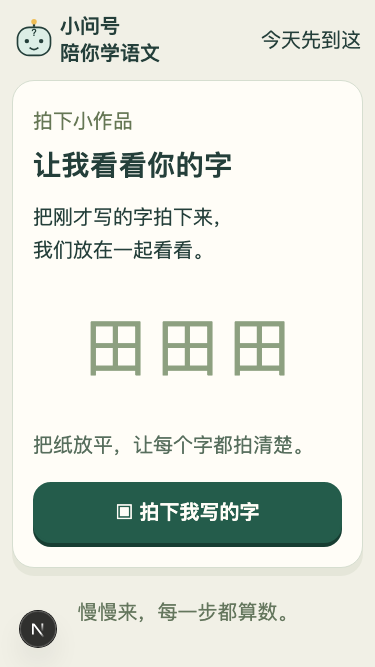 小问号
陪你学语文
今天先到这
拍下小作品
让我看看你的字
把刚才写的字拍下来，
我们放在一起看看。
田田田
把纸放平，让每个字都拍清楚。
▣ 拍下我写的字
慢慢来，每一步都算数。
N